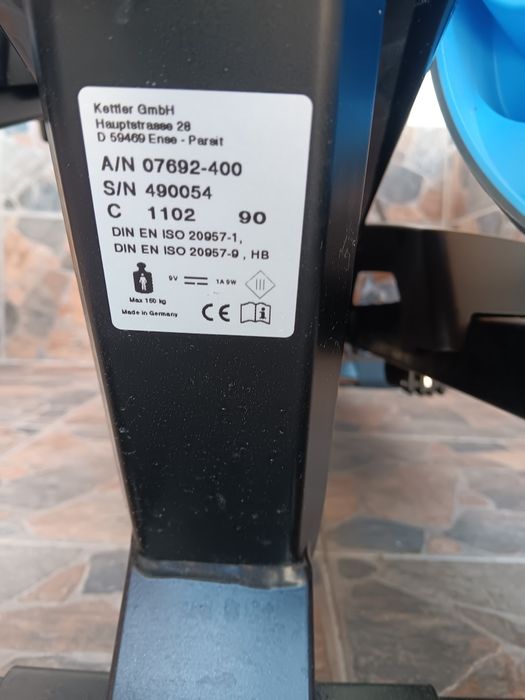 Kettler GmbH
Hauptstrasse 28
D 59469 Ense - Parsit
A/N 07692-400
S/N 490054
C 1102 90
DIN EN ISO 20957-1,
DIN EN ISO 20957-9 , HB
9V 1A 9W III
Max 150 kg
Made in Germany CE i